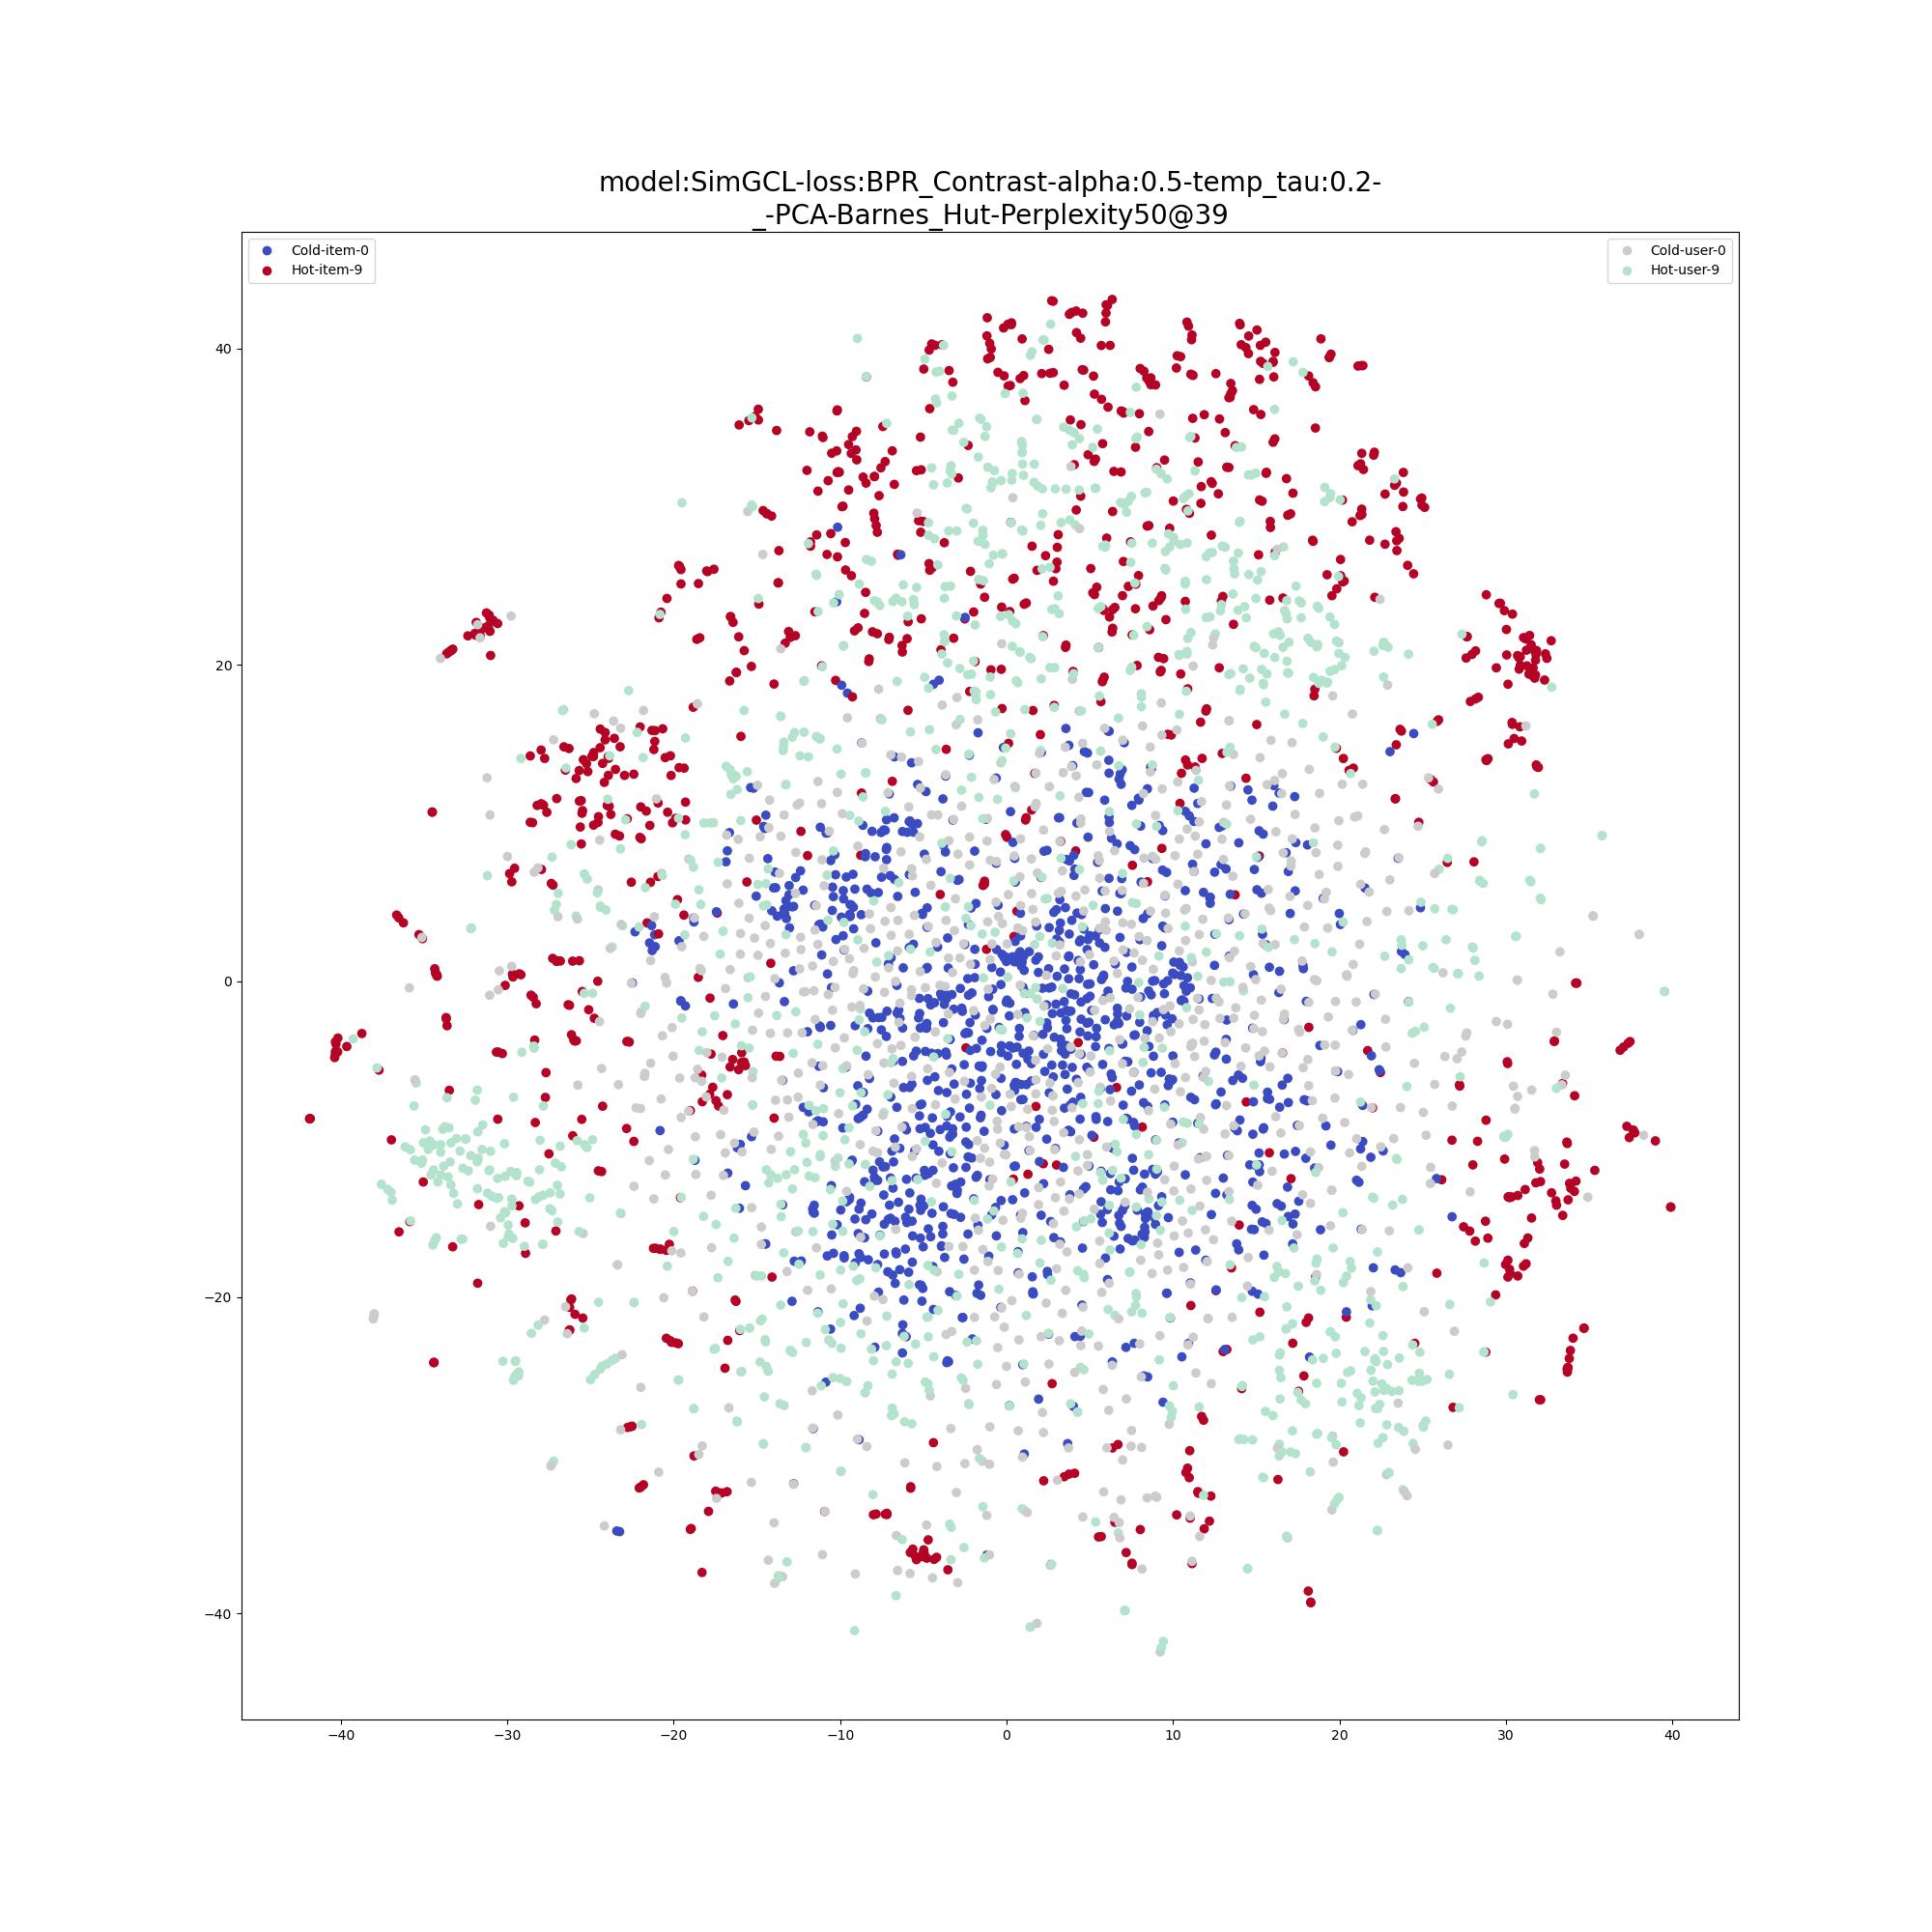 model:SimGCL-loss:BPR_Contrast-alpha:0.5-temp_tau:0.2-
_-PCA-Barnes_Hut-Perplexity50@39
Cold-item-0
Hot-item-9
Cold-user-0
Hot-user-9
40
20
0
−20
−40
−40
−30
−20
−10
0
10
20
30
40